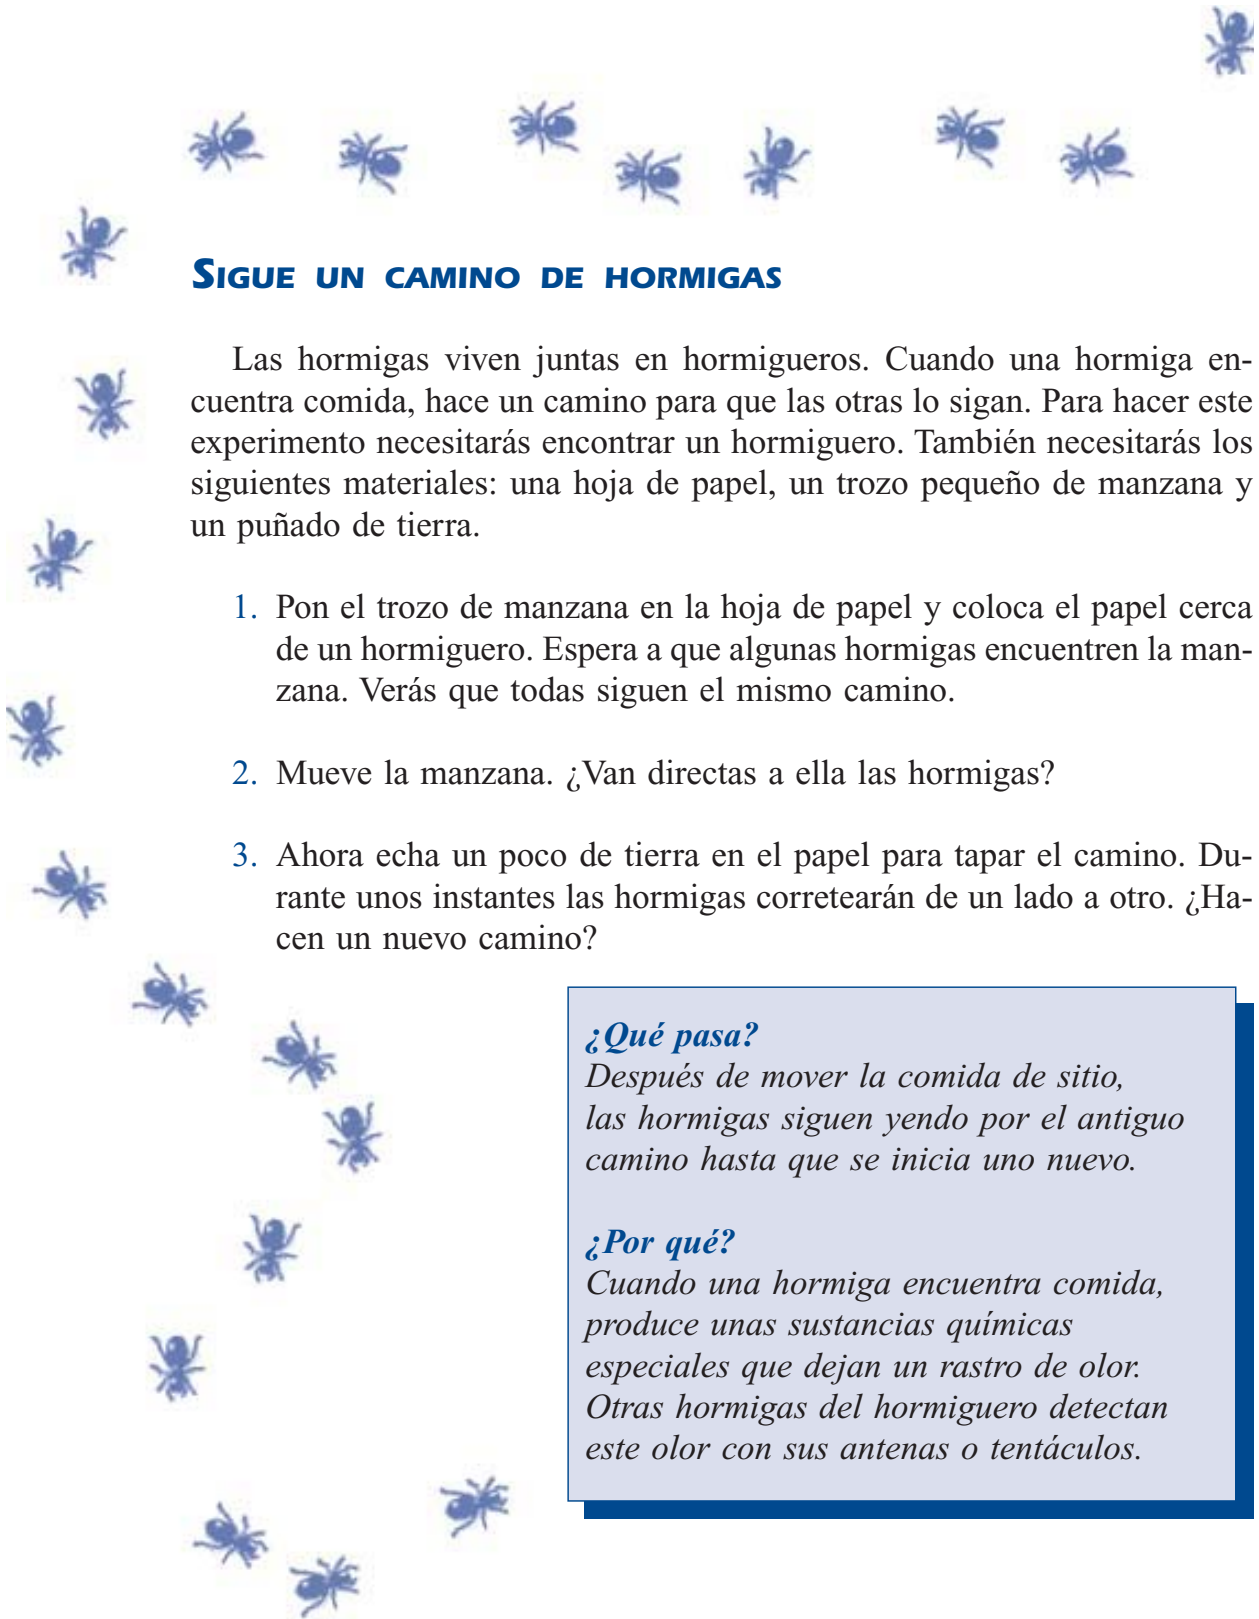 SIGUE UN CAMINO DE HORMIGAS
Las hormigas viven juntas en hormigueros. Cuando una hormiga en-
cuentra comida, hace un camino para que las otras lo sigan. Para hacer este
experimento necesitarás encontrar un hormiguero. También necesitarás los
siguientes materiales: una hoja de papel, un trozo pequeño de manzana y
un puñado de tierra.
1. Pon el trozo de manzana en la hoja de papel y coloca el papel cerca
de un hormiguero. Espera a que algunas hormigas encuentren la man-
zana. Verás que todas siguen el mismo camino.
2. Mueve la manzana. ¿Van directas a ella las hormigas?
3. Ahora echa un poco de tierra en el papel para tapar el camino. Du-
rante unos instantes las hormigas corretearán de un lado a otro. ¿Ha-
cen un nuevo camino?
¿Qué pasa?
Después de mover la comida de sitio,
las hormigas siguen yendo por el antiguo
camino hasta que se inicia uno nuevo.
¿Por qué?
Cuando una hormiga encuentra comida,
produce unas sustancias químicas
especiales que dejan un rastro de olor.
Otras hormigas del hormiguero detectan
este olor con sus antenas o tentáculos.